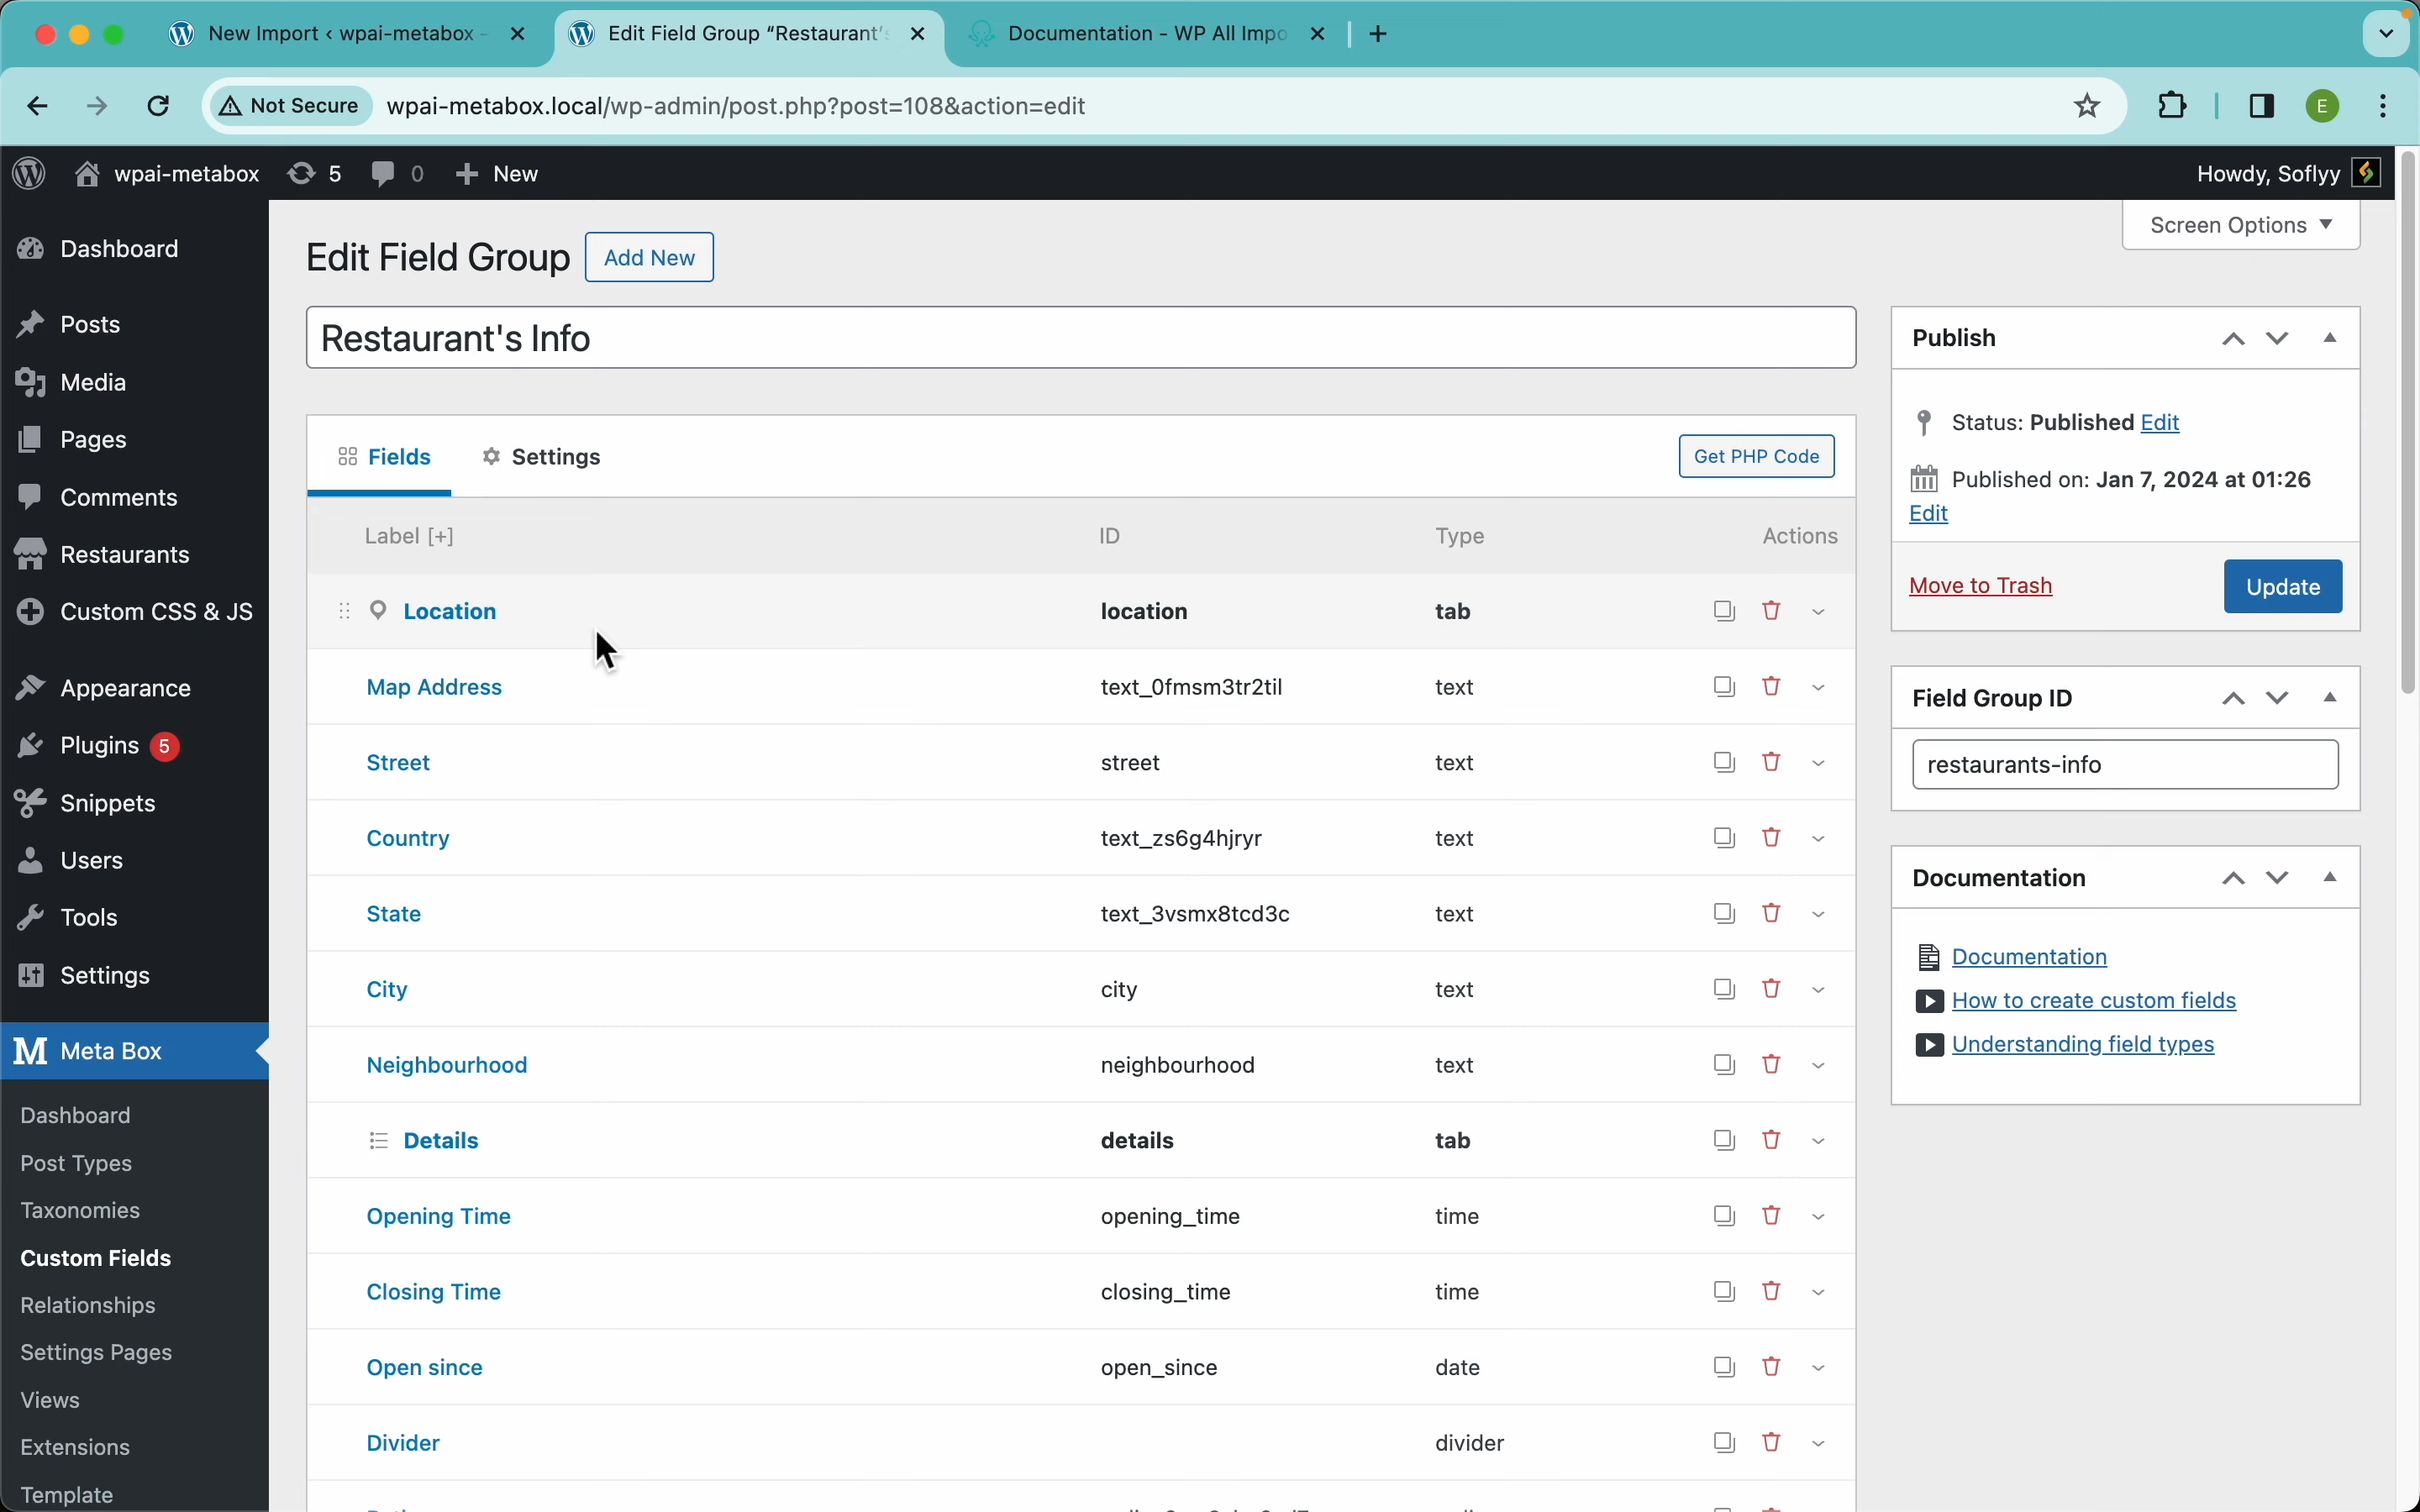 New Import ‹ wpai-metabox -
Edit Field Group “Restaurant's
Documentation - WP All Impo
Not Secure
wpai-metabox.local/wp-admin/post.php?post=108&action=edit
E
wpai-metabox
5
0
New
Howdy, Soflyy
Screen Options
Dashboard
Posts
Media
Pages
Comments
Restaurants
Custom CSS & JS
Appearance
Plugins 5
Snippets
Users
Tools
Settings
Meta Box
Dashboard
Post Types
Taxonomies
Custom Fields
Relationships
Settings Pages
Views
Extensions
Template
Edit Field Group
Add New
Restaurant's Info
Fields
Settings
Get PHP Code
Label [+] ID Type Actions
Location location tab
Map Address text_0fmsm3tr2til text
Street street text
Country text_zs6g4hjryr text
State text_3vsmx8tcd3c text
City city text
Neighbourhood neighbourhood text
Details details tab
Opening Time opening_time time
Closing Time closing_time time
Open since open_since date
Divider divider
Publish
Status: Published Edit
Published on: Jan 7, 2024 at 01:26
Edit
Move to Trash
Update
Field Group ID
restaurants-info
Documentation
Documentation
How to create custom fields
Understanding field types